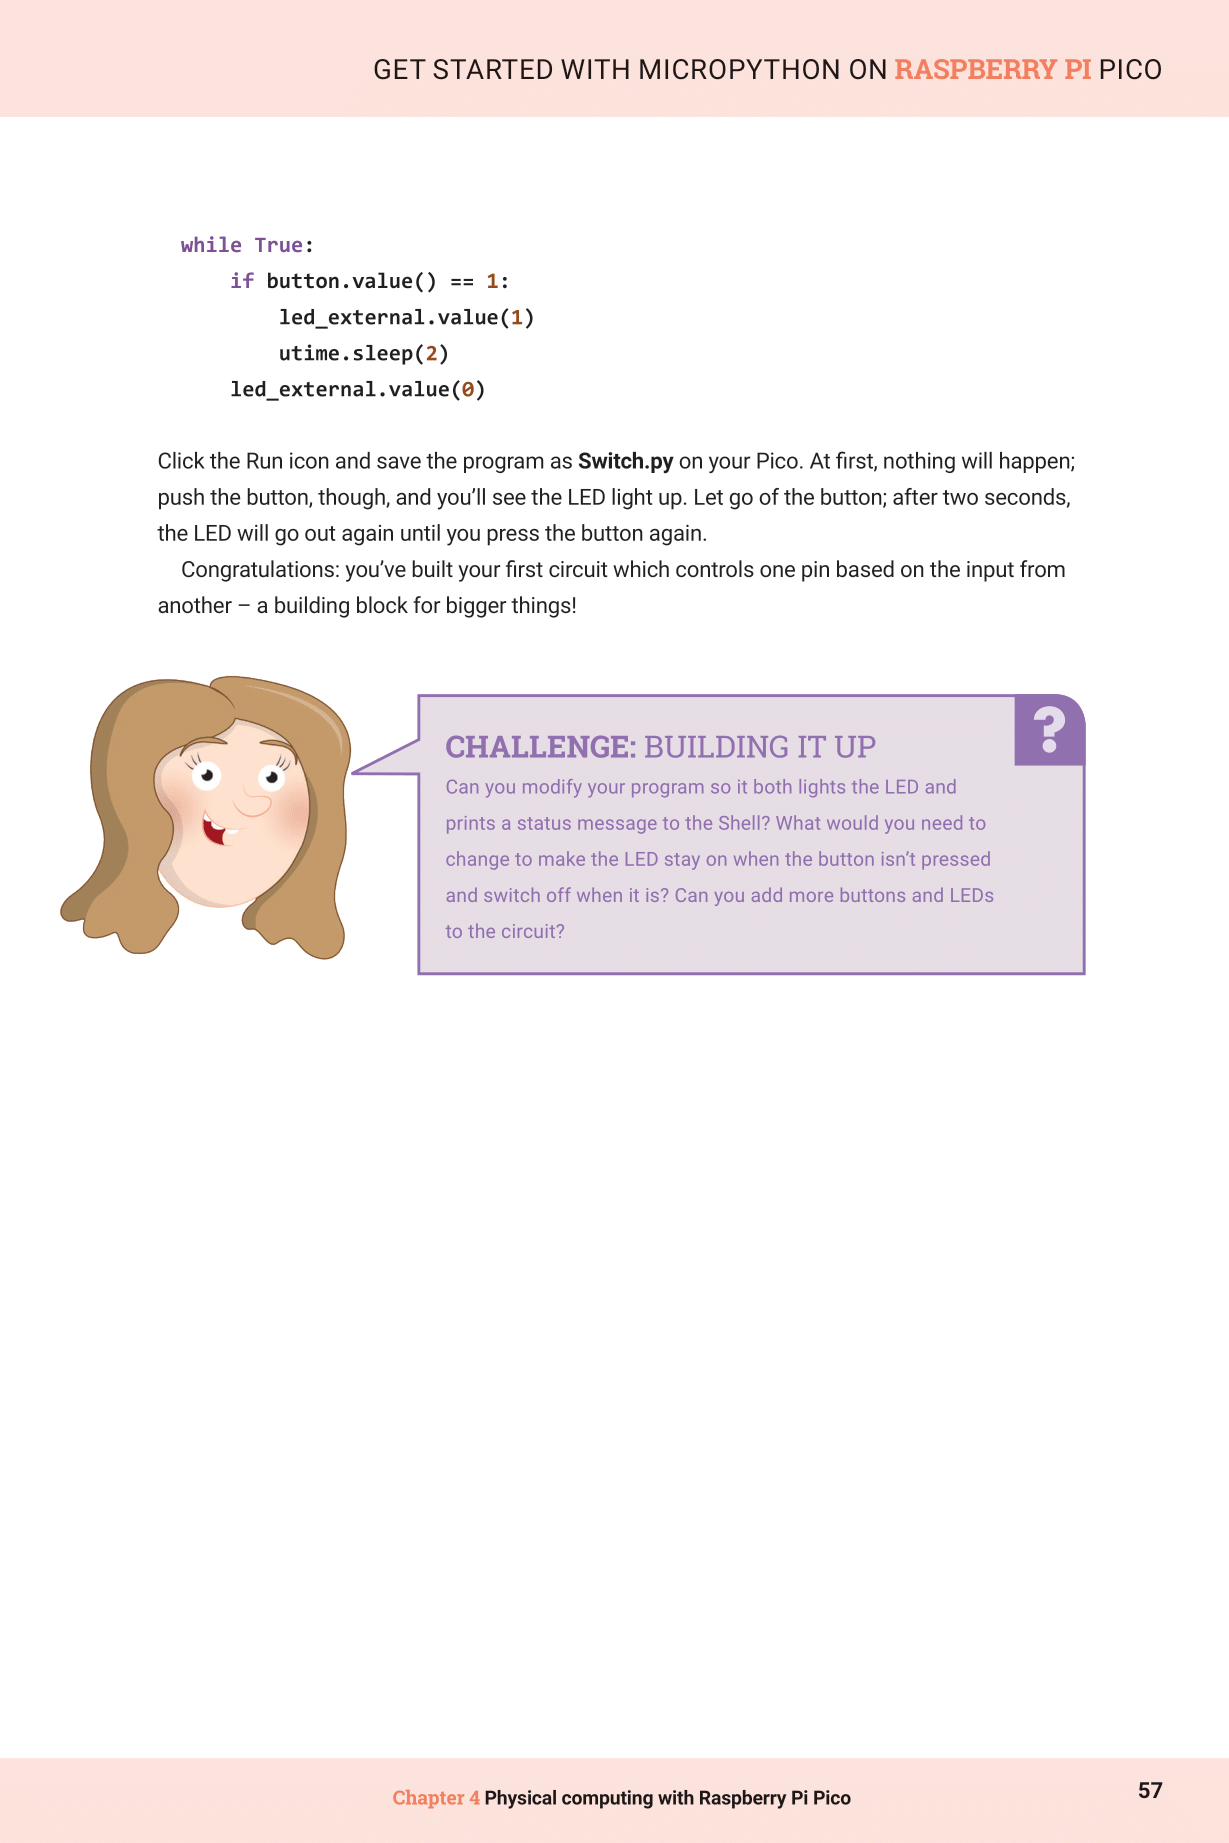 GET STARTED WITH MICROPYTHON ON RASPBERRY PI PICO
while True:
    if button.value() == 1:
        led_external.value(1)
        utime.sleep(2)
    led_external.value(0)
Click the Run icon and save the program as Switch.py on your Pico. At first, nothing will happen;
push the button, though, and you’ll see the LED light up. Let go of the button; after two seconds,
the LED will go out again until you press the button again.
Congratulations: you’ve built your first circuit which controls one pin based on the input from
another – a building block for bigger things!
?
CHALLENGE: BUILDING IT UP
Can you modify your program so it both lights the LED and
prints a status message to the Shell? What would you need to
change to make the LED stay on when the button isn’t pressed
and switch off when it is? Can you add more buttons and LEDs
to the circuit?
Chapter 4 Physical computing with Raspberry Pi Pico
57